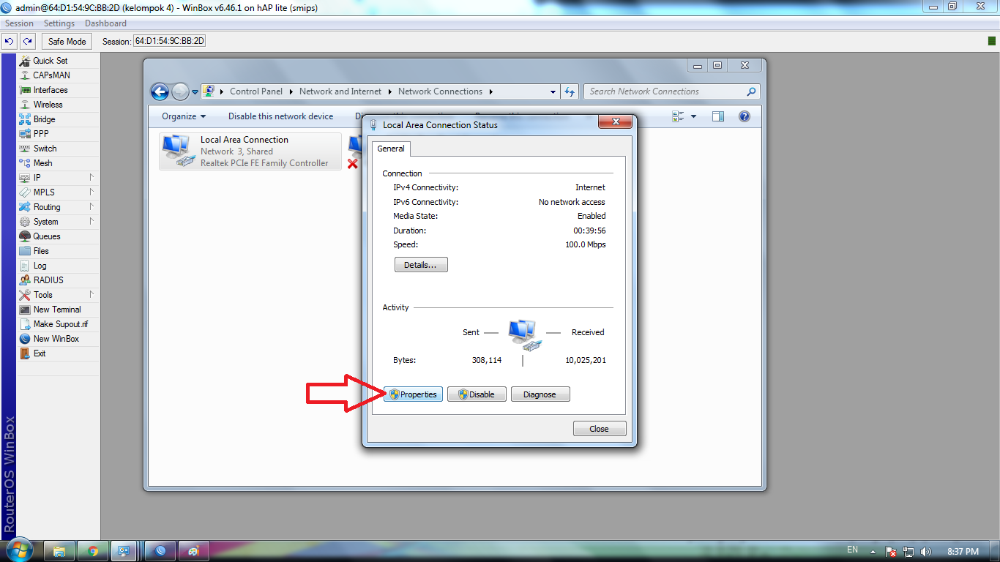 admin@64:D1:54:9C:BB:2D (kelompok 4) - WinBox v6.46.1 on hAP lite (smips)
Session Settings Dashboard
Safe Mode Session: 64:D1:54:9C:BB:2D
Quick Set
CAPsMAN
Interfaces
Wireless
Bridge
PPP
Switch
Mesh
IP
MPLS
Routing
System
Queues
Files
Log
RADIUS
Tools
New Terminal
Make Supout.rif
New WinBox
Exit
RouterOS WinBox
Control Panel Network and Internet Network Connections
Search Network Connections
Organize Disable this network device
Local Area Connection
Network 3, Shared
Realtek PCIe FE Family Controller
Local Area Connection Status
General
Connection
IPv4 Connectivity: Internet
IPv6 Connectivity: No network access
Media State: Enabled
Duration: 00:39:56
Speed: 100.0 Mbps
Details...
Activity
Sent Received
Bytes: 308,114 10,025,201
Properties Disable Diagnose
Close
EN 8:37 PM